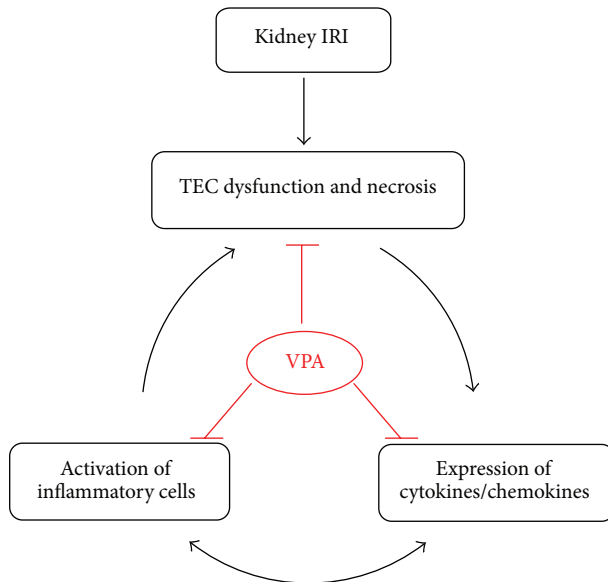 Kidney IRI
TEC dysfunction and necrosis
VPA
Activation of
inflammatory cells
Expression of
cytokines/chemokines